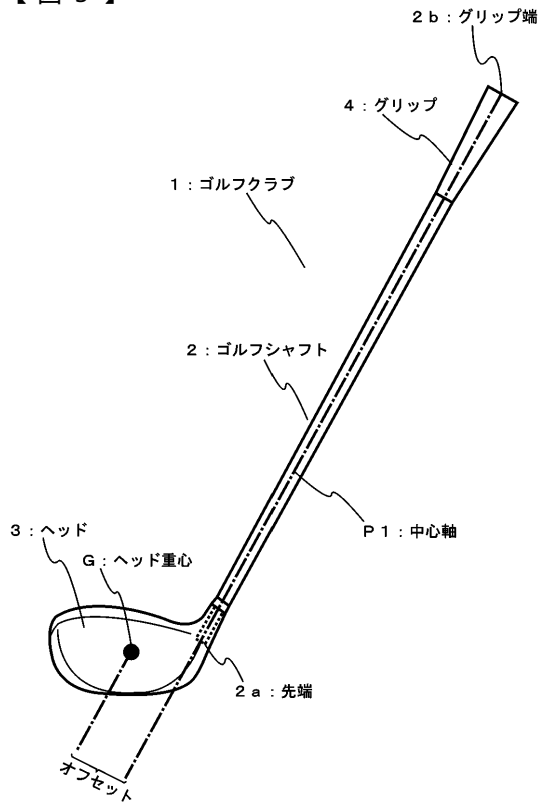 2b：グリップ端
4：グリップ
1：ゴルフクラブ
2：ゴルフシャフト
P1：中心軸
3：ヘッド
G：ヘッド重心
2a：先端
オフセット